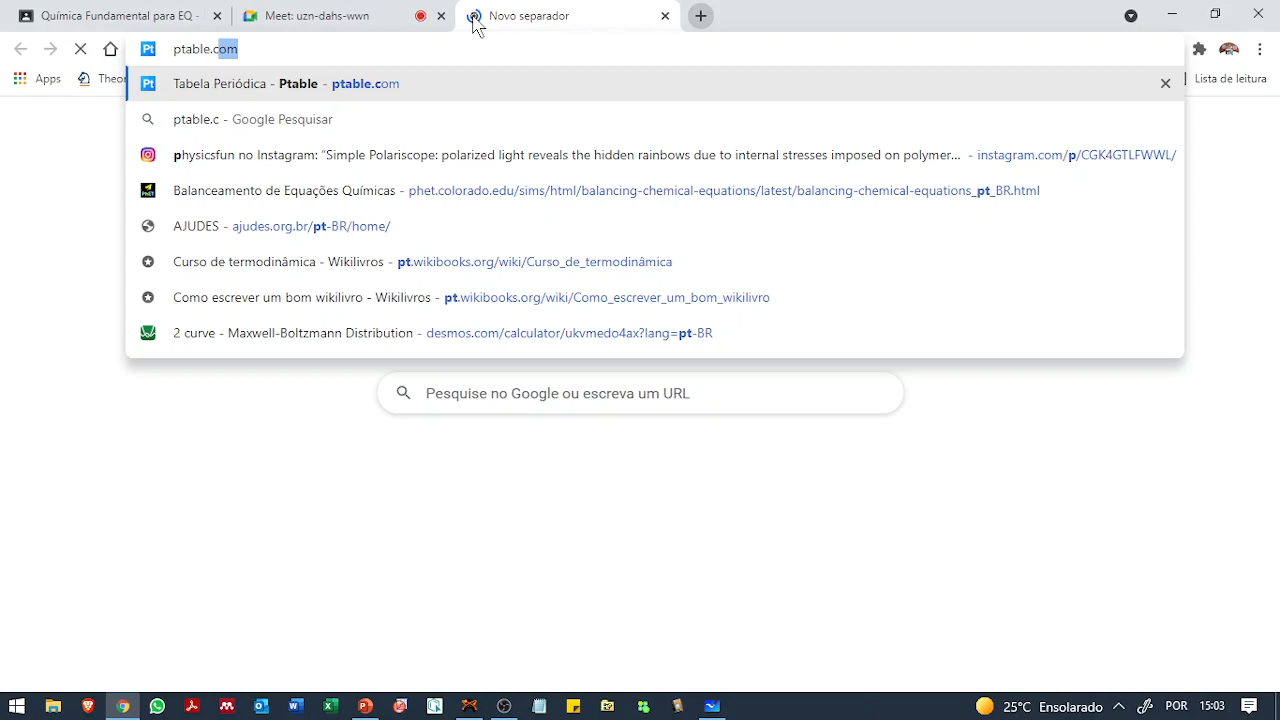 Química Fundamental para EQ -
Meet: uzn-dahs-wwn
Novo separador
Pt
ptable.com
Apps
Theor
Lista de leitura
Pt
Tabela Periódica - Ptable - ptable.com
ptable.c - Google Pesquisar
physicsfun no Instagram: “Simple Polariscope: polarized light reveals the hidden rainbows due to internal stresses imposed on polymer... - instagram.com/p/CGK4GTLFWWL/
PhET
Balanceamento de Equações Químicas - phet.colorado.edu/sims/html/balancing-chemical-equations/latest/balancing-chemical-equations_pt_BR.html
AJUDES - ajudes.org.br/pt-BR/home/
Curso de termodinâmica - Wikilivros - pt.wikibooks.org/wiki/Curso_de_termodinâmica
Como escrever um bom wikilivro - Wikilivros - pt.wikibooks.org/wiki/Como_escrever_um_bom_wikilivro
2 curve - Maxwell-Boltzmann Distribution - desmos.com/calculator/ukvmedo4ax?lang=pt-BR
Pesquise no Google ou escreva um URL
25°C Ensolarado
POR
15:03